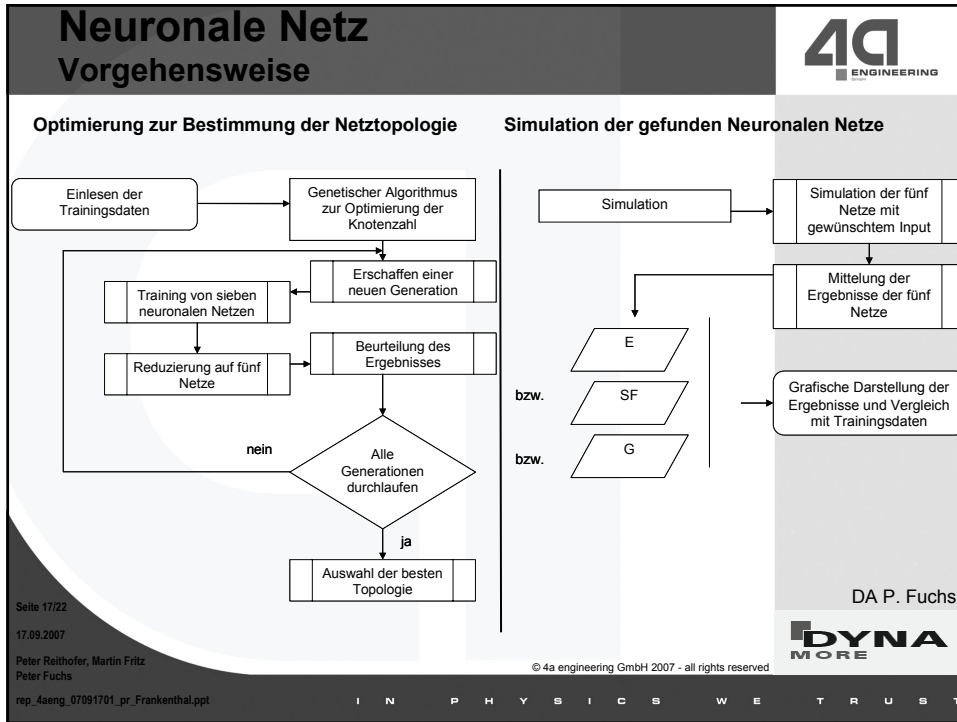 Neuronale Netz
Vorgehensweise
4a
ENGINEERING
Optimierung zur Bestimmung der Netztopologie
Einlesen der
Trainingsdaten
Genetischer Algorithmus
zur Optimierung der
Knotenzahl
Erschaffen einer
neuen Generation
Training von sieben
neuronalen Netzen
Reduzierung auf fünf
Netze
Beurteilung des
Ergebnisses
nein
Alle
Generationen
durchlaufen
ja
Auswahl der besten
Topologie
Simulation der gefunden Neuronalen Netze
Simulation
Simulation der fünf
Netze mit
gewünschtem Input
Mittelung der
Ergebnisse der fünf
Netze
E
bzw.
SF
bzw.
G
Grafische Darstellung der
Ergebnisse und Vergleich
mit Trainingsdaten
DA P. Fuchs
Seite 17/22
17.09.2007
Peter Reithofer, Martin Fritz
Peter Fuchs
rep_4aeng_07091701_pr_Frankenthal.ppt
© 4a engineering GmbH 2007 - all rights reserved
DYNA
MORE
IN PHYSICS WE TRUST